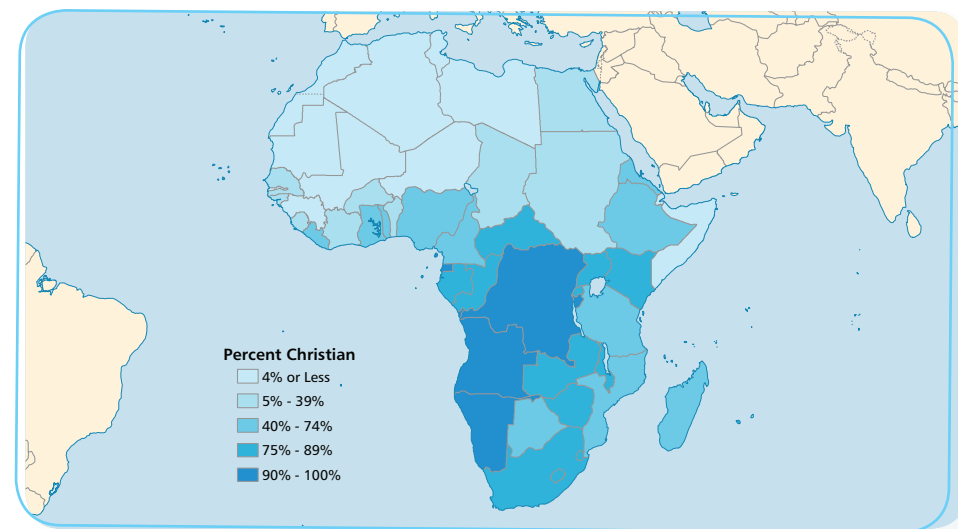 Percent Christian
4% or Less
5% - 39%
40% - 74%
75% - 89%
90% - 100%